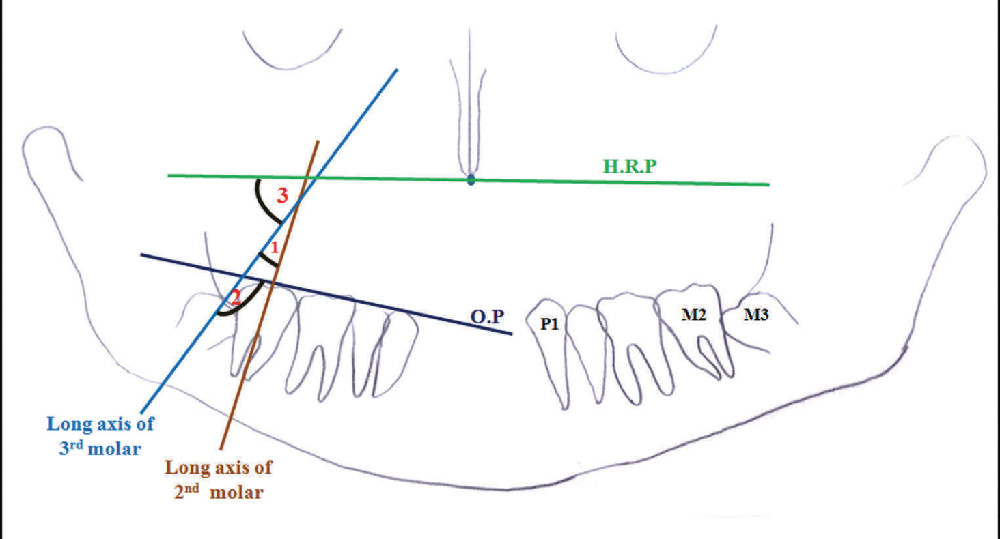 H.R.P
3
1
2
O.P
P1
M2
M3
Long axis of
3rd molar
Long axis of
2nd molar